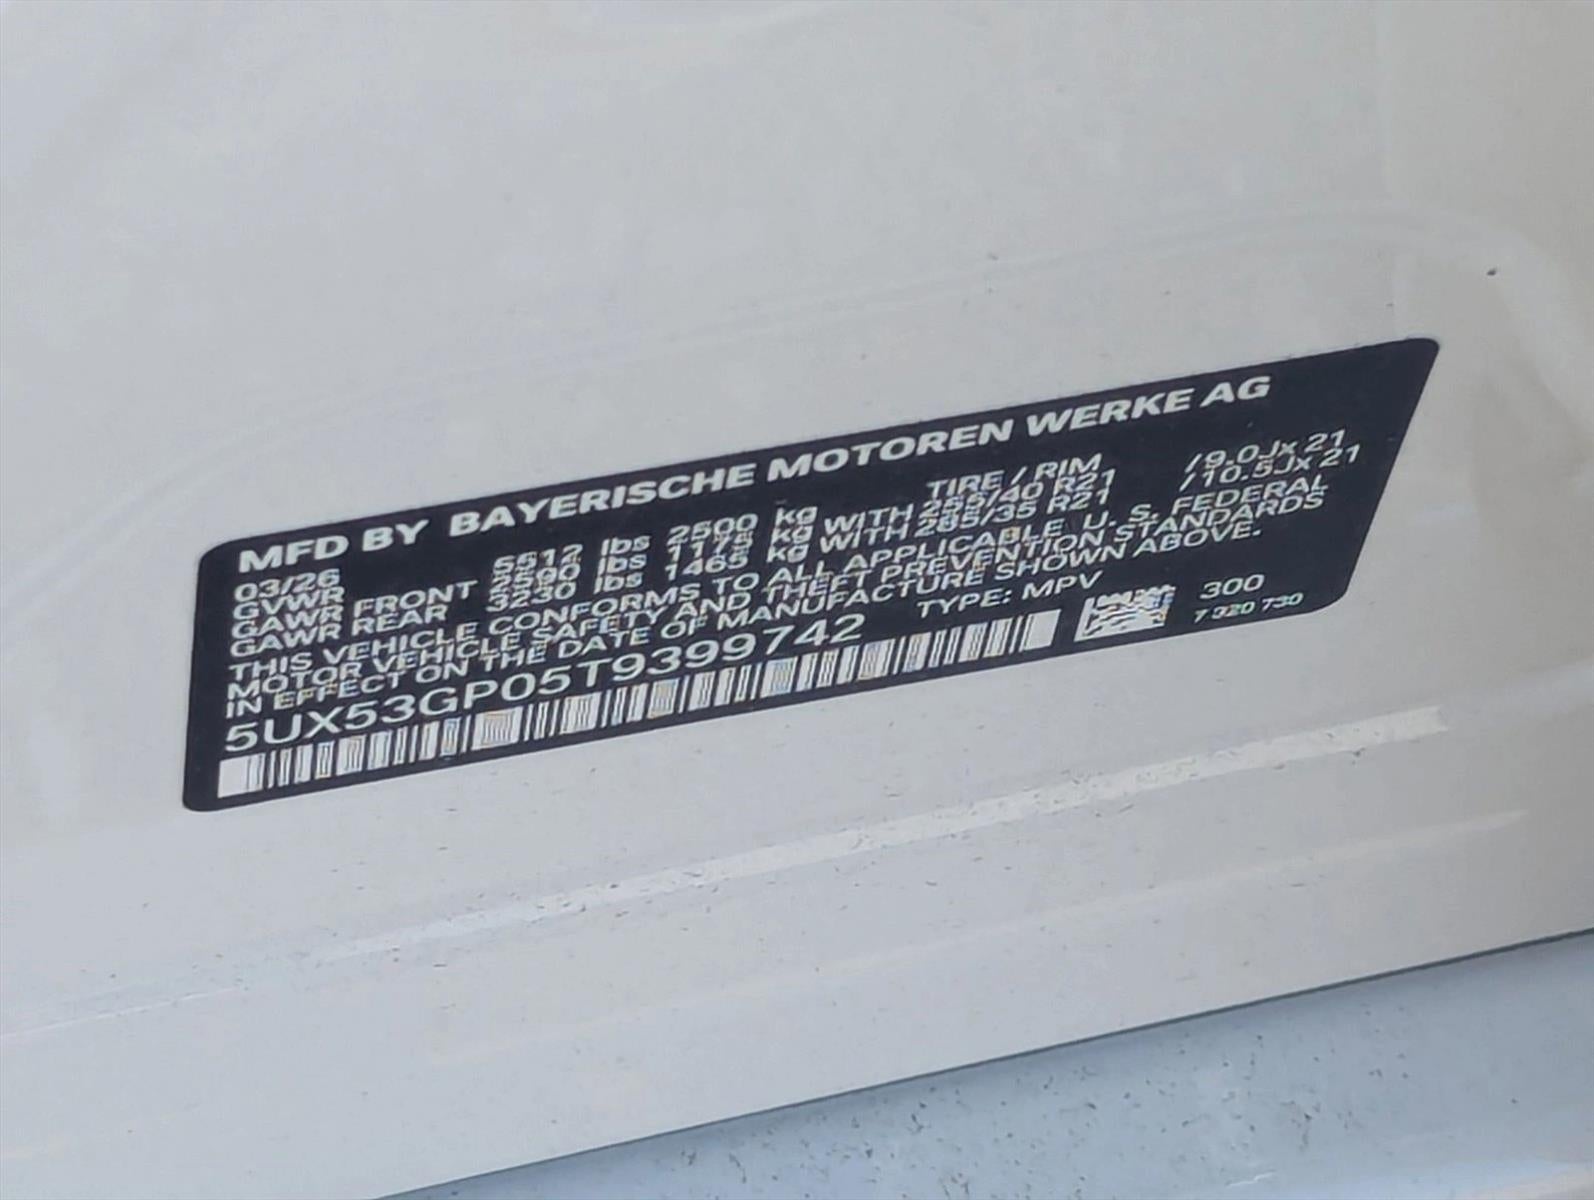 MFD BY BAYERISCHE MOTOREN WERKE AG
03/26 TIRE / RIM
GVWR 5512 lbs 2500 kg
GAWR FRONT 2590 lbs 1175 kg WITH 255/40 R21 /9.0Jx 21
GAWR REAR 3230 lbs 1465 kg WITH 285/35 R21 /10.5Jx 21
THIS VEHICLE CONFORMS TO ALL APPLICABLE U. S. FEDERAL
MOTOR VEHICLE SAFETY AND THEFT PREVENTION STANDARDS
IN EFFECT ON THE DATE OF MANUFACTURE SHOWN ABOVE.
5UX53GP05T9399742 TYPE: MPV 300
7 920 730